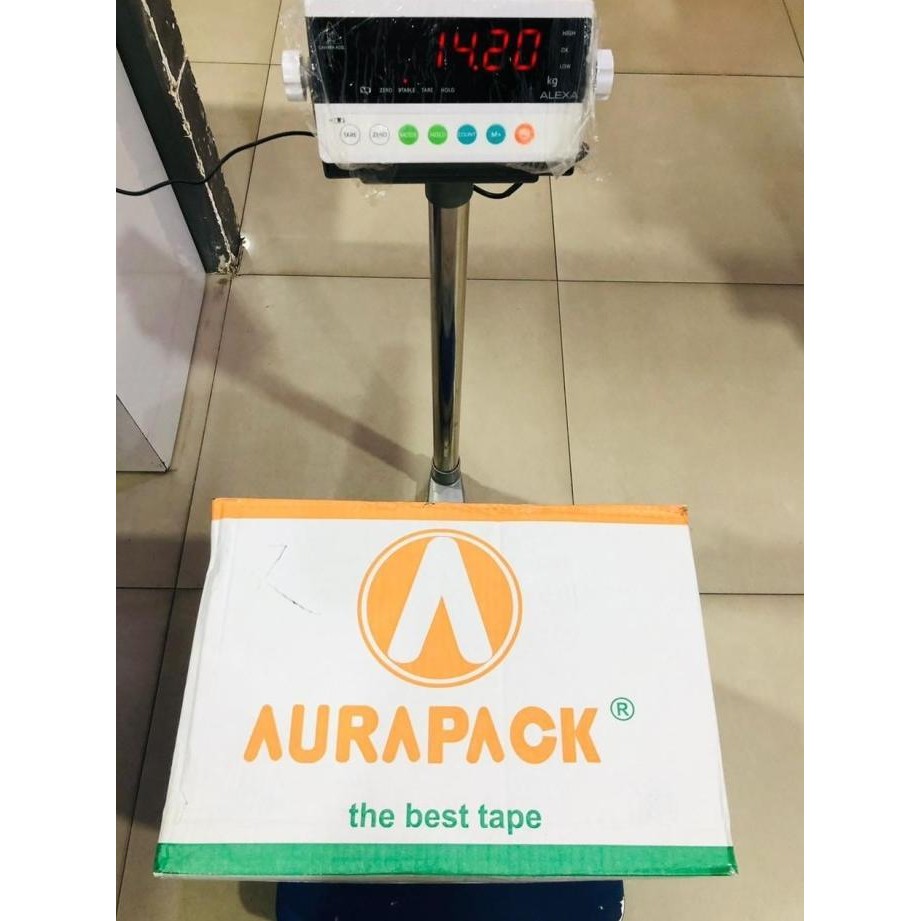 14.20
HIGH
OK
LOW
kg
ZERO STABLE TARE HOLD
ALEXA
TARE ZERO MODE HOLD COUNT M+
AURAPACK ®
the best tape